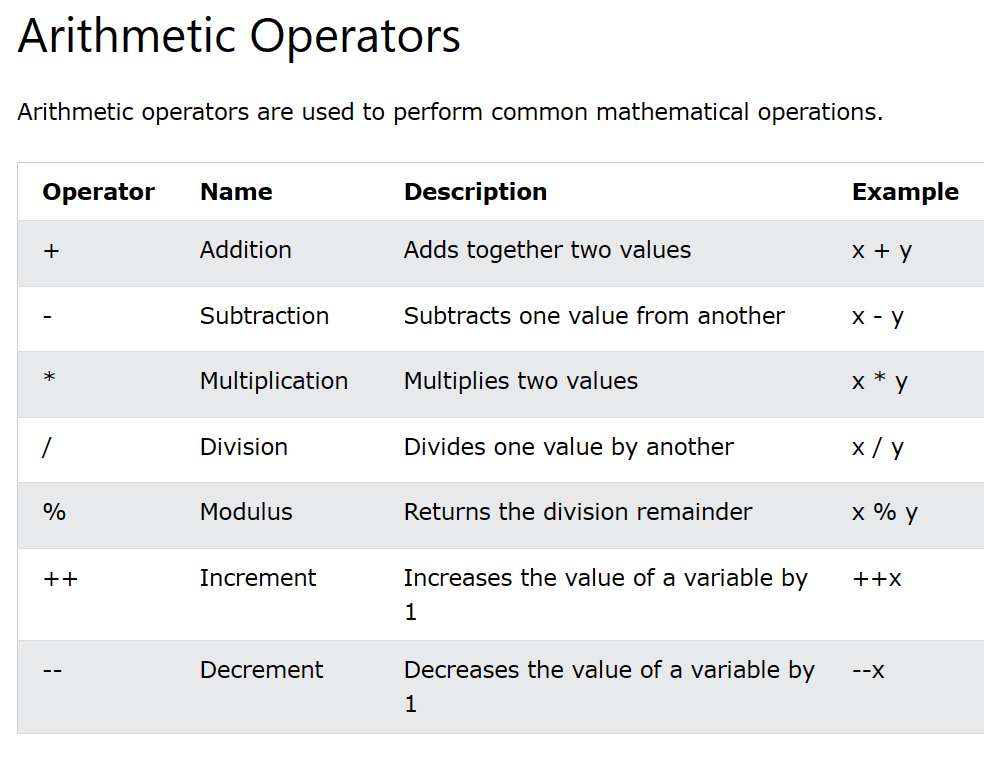 Arithmetic Operators
Arithmetic operators are used to perform common mathematical operations.
Operator Name Description Example
+ Addition Adds together two values x + y
- Subtraction Subtracts one value from another x - y
* Multiplication Multiplies two values x * y
/ Division Divides one value by another x / y
% Modulus Returns the division remainder x % y
++ Increment Increases the value of a variable by ++x
1
-- Decrement Decreases the value of a variable by --x
1